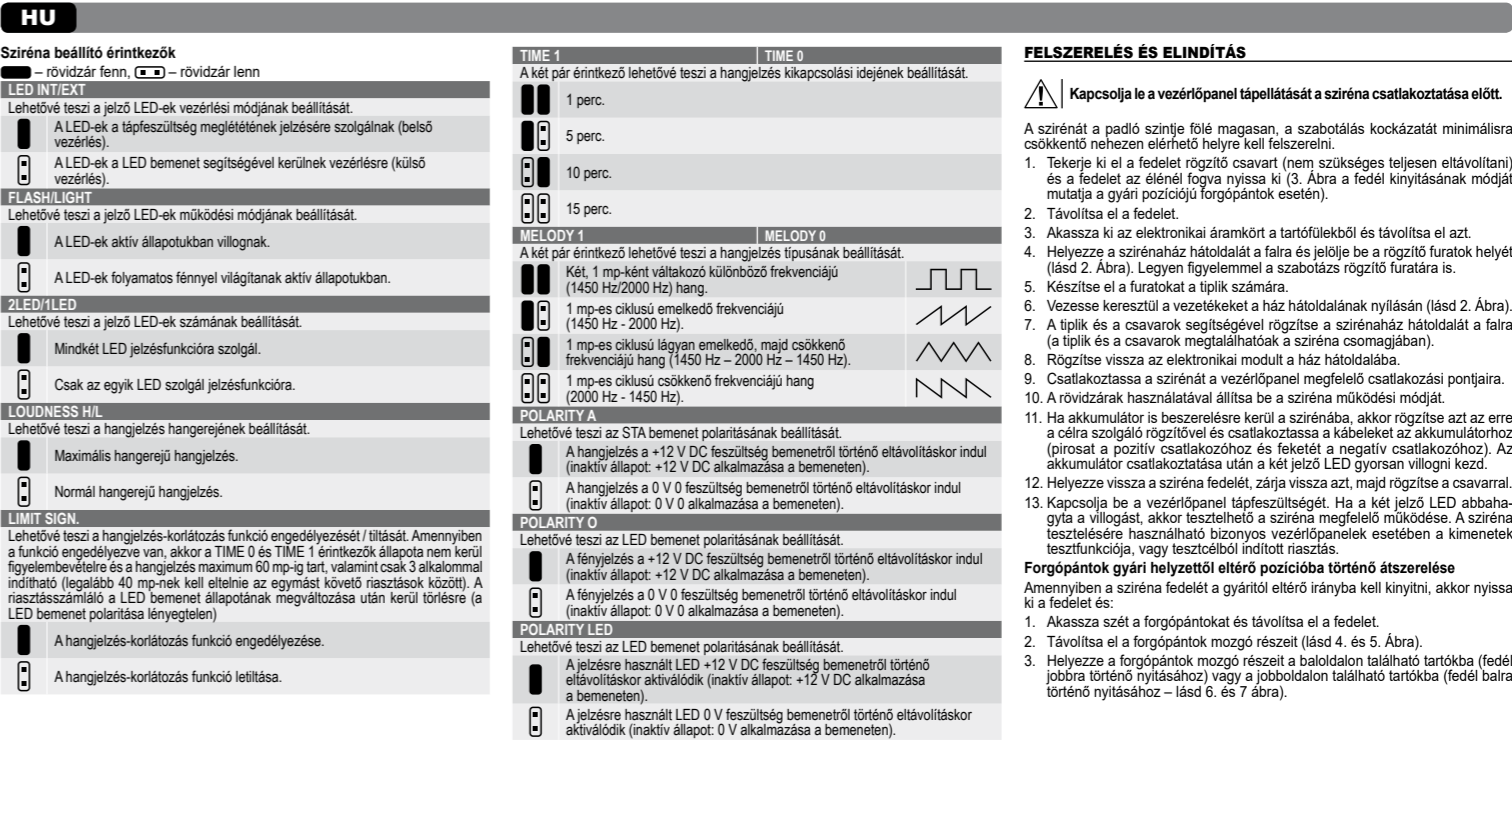 HU
Sziréna beállító érintkezők
– rövidzár fenn, – rövidzár lenn
LED INT/EXT
Lehetővé teszi a jelző LED-ek vezérlési módjának beállítását.
A LED-ek a tápfeszültség meglététének jelzésére szolgálnak (belső
vezérlés).
A LED-ek a LED bemenet segítségével kerülnek vezérlésre (külső
vezérlés).
FLASH/LIGHT
Lehetővé teszi a jelző LED-ek működési módjának beállítását.
A LED-ek aktív állapotukban villognak.
A LED-ek folyamatos fénnyel világítanak aktív állapotukban.
2LED/1LED
Lehetővé teszi a jelző LED-ek számának beállítását.
Mindkét LED jelzésfunkcióra szolgál.
Csak az egyik LED szolgál jelzésfunkcióra.
LOUDNESS H/L
Lehetővé teszi a hangjelzés hangerejének beállítását.
Maximális hangerejű hangjelzés.
Normál hangerejű hangjelzés.
LIMIT SIGN.
Lehetővé teszi a hangjelzés-korlátozás funkció engedélyezését / tiltását. Amennyiben
a funkció engedélyezve van, akkor a TIME 0 és TIME 1 érintkezők állapota nem kerül
figyelembevételre és a hangjelzés maximum 60 mp-ig tart, valamint csak 3 alkalommal
indítható (legalább 40 mp-nek kell eltelnie az egymást követő riasztások között). A
riasztásszámláló a LED bemenet állapotának megváltozása után kerül törlésre (a
LED bemenet polaritása lényegtelen)
A hangjelzés-korlátozás funkció engedélyezése.
A hangjelzés-korlátozás funkció letiltása.
TIME 1 TIME 0
A két pár érintkező lehetővé teszi a hangjelzés kikapcsolási idejének beállítását.
1 perc.
5 perc.
10 perc.
15 perc.
MELODY 1 MELODY 0
A két pár érintkező lehetővé teszi a hangjelzés típusának beállítását.
Két, 1 mp-ként váltakozó különböző frekvenciájú
(1450 Hz/2000 Hz) hang.
1 mp-es ciklusú emelkedő frekvenciájú
(1450 Hz - 2000 Hz).
1 mp-es ciklusú lágyan emelkedő, majd csökkenő
frekvenciájú hang (1450 Hz – 2000 Hz – 1450 Hz).
1 mp-es ciklusú csökkenő frekvenciájú hang
(2000 Hz - 1450 Hz).
POLARITY A
Lehetővé teszi az STA bemenet polaritásának beállítását.
A hangjelzés a +12 V DC feszültség bemenetről történő eltávolításkor indul
(inaktív állapot: +12 V DC alkalmazása a bemeneten).
A hangjelzés a 0 V 0 feszültség bemenetről történő eltávolításkor indul
(inaktív állapot: 0 V 0 alkalmazása a bemeneten).
POLARITY O
Lehetővé teszi az LED bemenet polaritásának beállítását.
A fényjelzés a +12 V DC feszültség bemenetről történő eltávolításkor indul
(inaktív állapot: +12 V DC alkalmazása a bemeneten).
A fényjelzés a 0 V 0 feszültség bemenetről történő eltávolításkor indul
(inaktív állapot: 0 V 0 alkalmazása a bemeneten).
POLARITY LED
Lehetővé teszi az LED bemenet polaritásának beállítását.
A jelzésre használt LED +12 V DC feszültség bemenetről történő
eltávolításkor aktiválódik (inaktív állapot: +12 V DC alkalmazása
a bemeneten).
A jelzésre használt LED 0 V feszültség bemenetről történő eltávolításkor
aktiválódik (inaktív állapot: 0 V alkalmazása a bemeneten).
FELSZERELÉS ÉS ELINDÍTÁS
Kapcsolja le a vezérlőpanel tápellátását a sziréna csatlakoztatása előtt.
A szirénát a padló szintje fölé magasan, a szabotálás kockázatát minimálisra
csökkentő nehezen elérhető helyre kell felszerelni.
1. Tekerje ki el a fedelet rögzítő csavart (nem szükséges teljesen eltávolítani)
és a fedelet az élénél fogva nyissa ki (3. Ábra a fedél kinyitásának módját
mutatja a gyári pozíciójú forgópántok esetén).
2. Távolítsa el a fedelet.
3. Akassza ki az elektronikai áramkört a tartófülekből és távolítsa el azt.
4. Helyezze a szirénaház hátoldalát a falra és jelölje be a rögzítő furatok helyét
(lásd 2. Ábra). Legyen figyelemmel a szabotázs rögzítő furatára is.
5. Készítse el a furatokat a tiplik számára.
6. Vezesse keresztül a vezetékeket a ház hátoldalának nyílásán (lásd 2. Ábra).
7. A tiplik és a csavarok segítségével rögzítse a szirénaház hátoldalát a falra
(a tiplik és a csavarok megtalálhatóak a sziréna csomagjában).
8. Rögzítse vissza az elektronikai modult a ház hátoldalába.
9. Csatlakoztassa a szirénát a vezérlőpanel megfelelő csatlakozási pontjaira.
10. A rövidzárak használatával állítsa be a sziréna működési módját.
11. Ha akkumulátor is beszerelésre kerül a szirénába, akkor rögzítse azt az erre
a célra szolgáló rögzítővel és csatlakoztassa a kábeleket az akkumulátorhoz
(pirosat a pozitív csatlakozóhoz és feketét a negatív csatlakozóhoz). Az
akkumulátor csatlakoztatása után a két jelző LED gyorsan villogni kezd.
12. Helyezze vissza a sziréna fedelét, zárja vissza azt, majd rögzítse a csavarral.
13. Kapcsolja be a vezérlőpanel tápfeszültségét. Ha a két jelző LED abbaha-
gyta a villogást, akkor tesztelhető a sziréna megfelelő működése. A sziréna
tesztelésére használható bizonyos vezérlőpanelek esetében a kimenetek
tesztfunkciója, vagy tesztcélból indított riasztás.
Forgópántok gyári helyzettől eltérő pozícióba történő átszerelése
Amennyiben a sziréna fedelét a gyáritól eltérő irányba kell kinyitni, akkor nyissa
ki a fedelet és:
1. Akassza szét a forgópántokat és távolítsa el a fedelet.
2. Távolítsa el a forgópántok mozgó részeit (lásd 4. és 5. Ábra).
3. Helyezze a forgópántok mozgó részeit a baloldalon található tartókba (fedél
jobbra történő nyitásához) vagy a jobboldalon található tartókba (fedél balra
történő nyitásához – lásd 6. és 7 ábra).